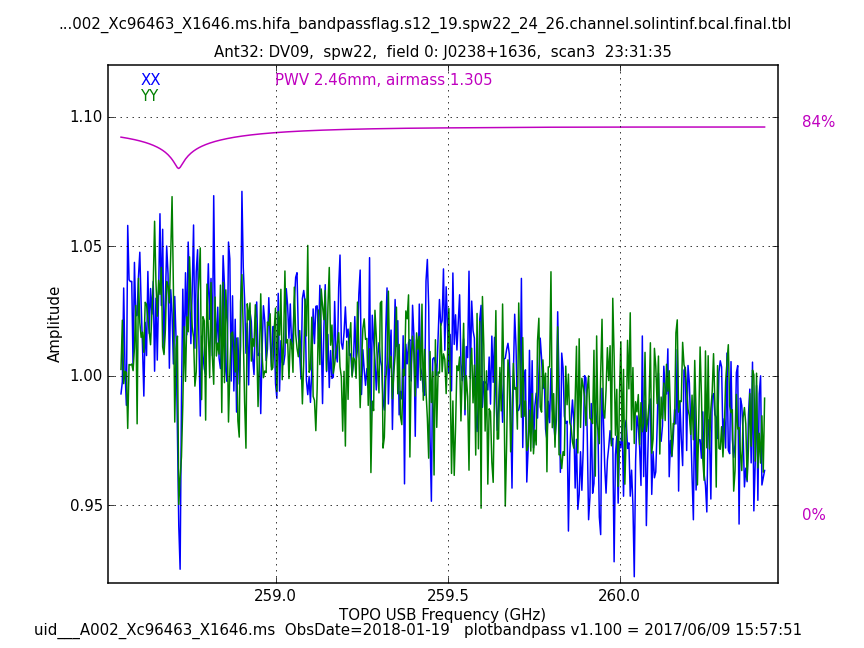 ...002_Xc96463_X1646.ms.hifa_bandpassflag.s12_19.spw22_24_26.channel.solintinf.bcal.final.tbl
Ant32: DV09,  spw22,  field 0: J0238+1636,  scan3  23:31:35
XX
YY
PWV 2.46mm, airmass 1.305
84%
0%
1.10
1.05
1.00
0.95
Amplitude
259.0
259.5
260.0
TOPO USB Frequency (GHz)
uid___A002_Xc96463_X1646.ms  ObsDate=2018-01-19   plotbandpass v1.100 = 2017/06/09 15:57:51